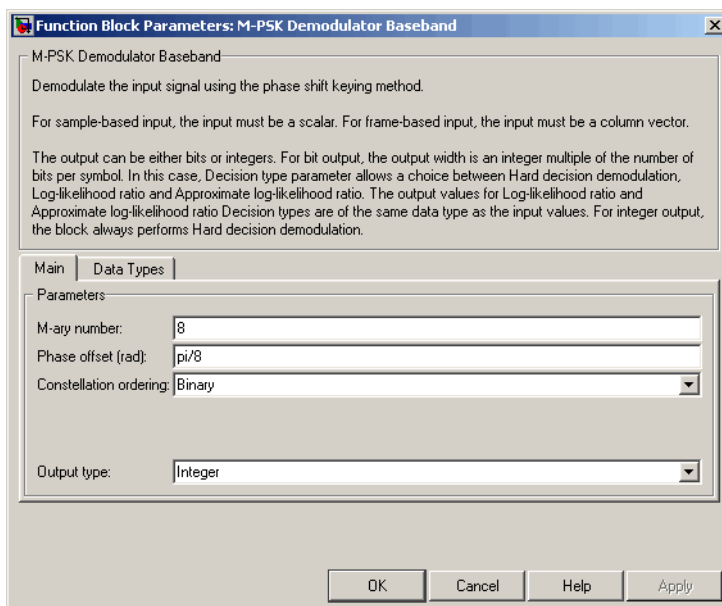 Function Block Parameters: M-PSK Demodulator Baseband
M-PSK Demodulator Baseband
Demodulate the input signal using the phase shift keying method.
For sample-based input, the input must be a scalar. For frame-based input, the input must be a column vector.
The output can be either bits or integers. For bit output, the output width is an integer multiple of the number of
bits per symbol. In this case, Decision type parameter allows a choice between Hard decision demodulation,
Log-likelihood ratio and Approximate log-likelihood ratio. The output values for Log-likelihood ratio and
Approximate log-likelihood ratio Decision types are of the same data type as the input values. For integer output,
the block always performs Hard decision demodulation.
Main Data Types
Parameters
M-ary number: 8
Phase offset (rad): pi/8
Constellation ordering: Binary
Output type: Integer
OK Cancel Help Apply